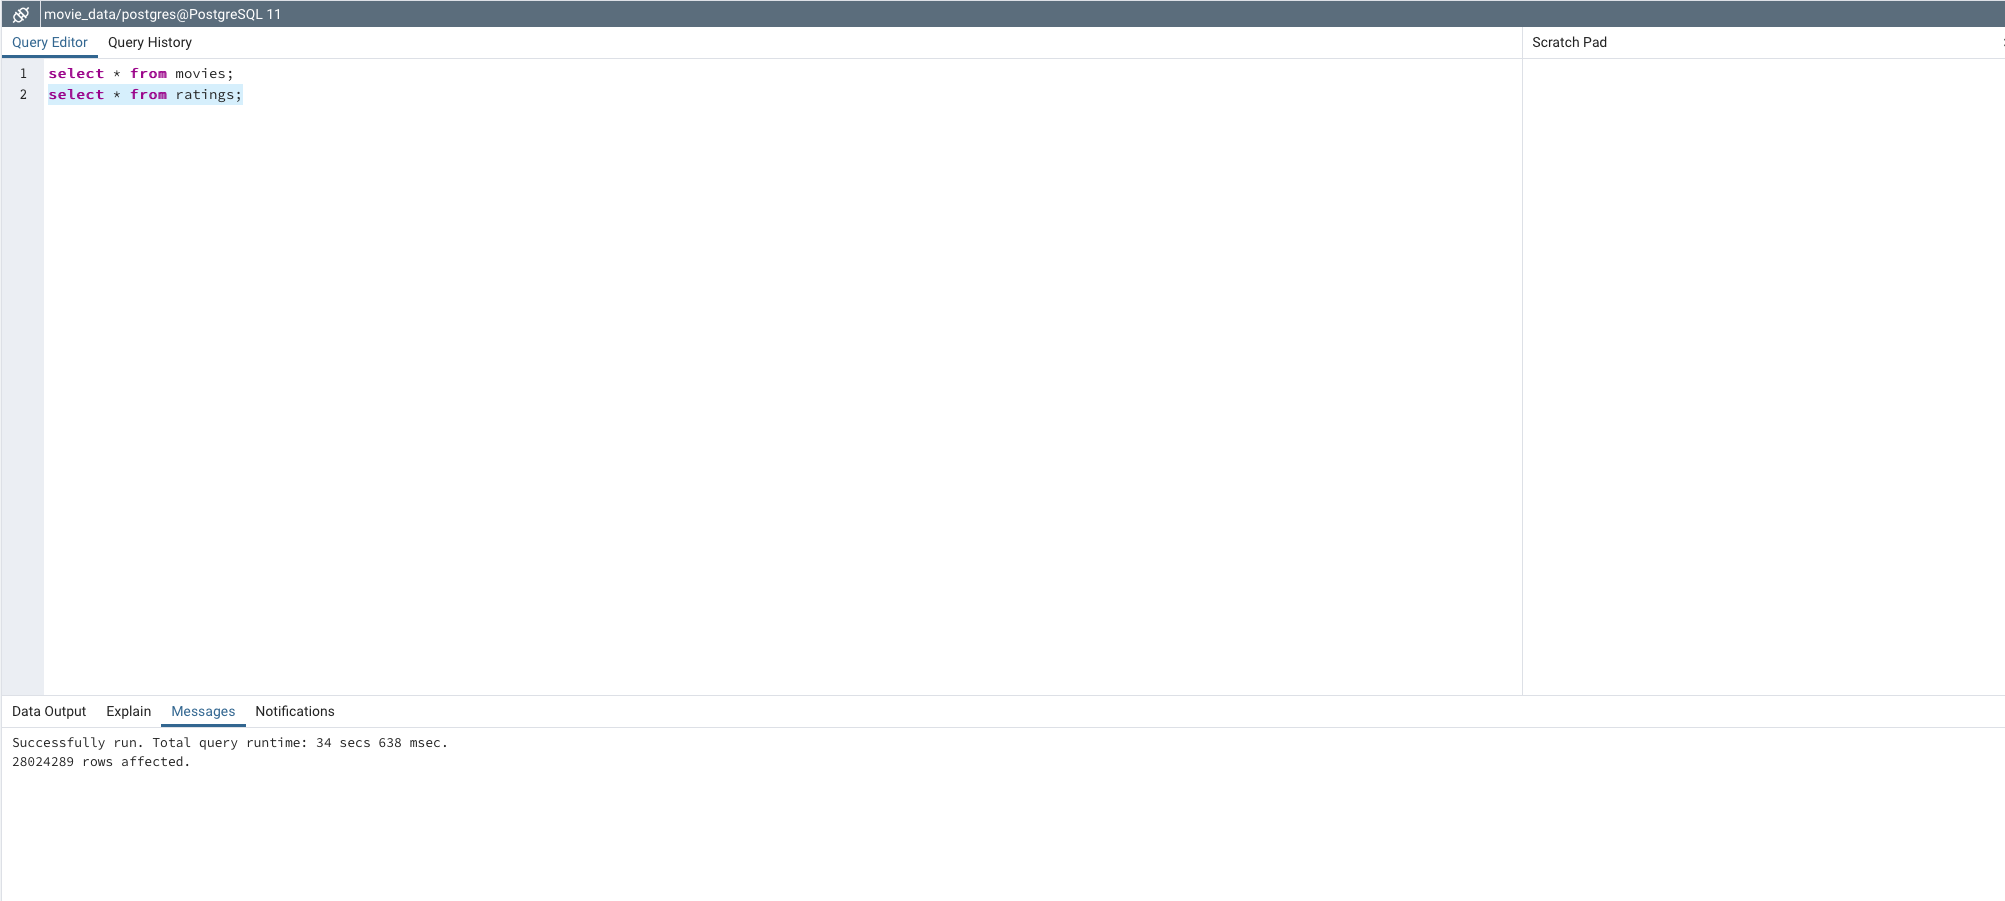 movie_data/postgres@PostgreSQL 11
Query Editor Query History Scratch Pad
1 select * from movies;
2 select * from ratings;
Data Output Explain Messages Notifications
Successfully run. Total query runtime: 34 secs 638 msec.
28024289 rows affected.